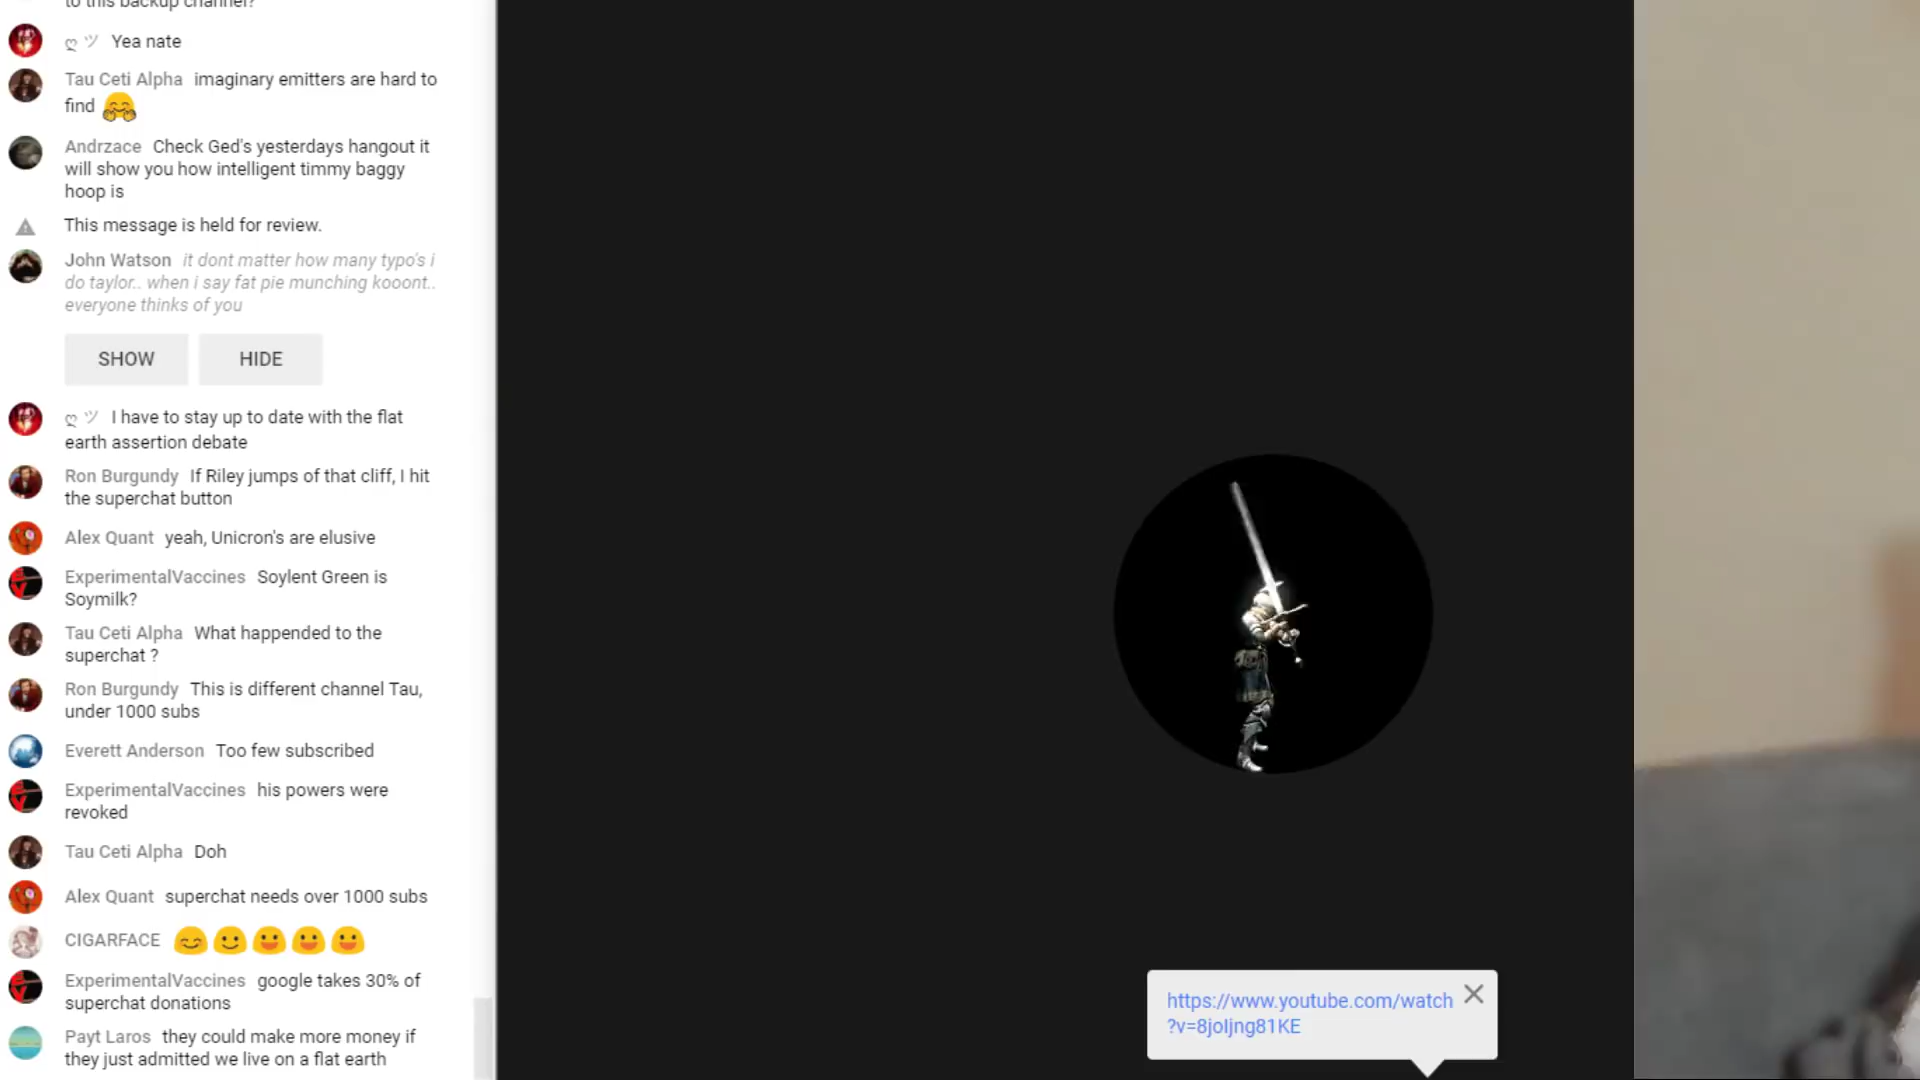 to this backup channel?
ღ ツ Yea nate
Tau Ceti Alpha imaginary emitters are hard to
find 🤗
Andrzace Check Ged's yesterdays hangout it
will show you how intelligent timmy baggy
hoop is
This message is held for review.
John Watson it dont matter how many typo's i
do taylor.. when i say fat pie munching kooont..
everyone thinks of you
SHOW HIDE
ღ ツ I have to stay up to date with the flat
earth assertion debate
Ron Burgundy If Riley jumps of that cliff, I hit
the superchat button
Alex Quant yeah, Unicron's are elusive
ExperimentalVaccines Soylent Green is
Soymilk?
Tau Ceti Alpha What happended to the
superchat ?
Ron Burgundy This is different channel Tau,
under 1000 subs
Everett Anderson Too few subscribed
ExperimentalVaccines his powers were
revoked
Tau Ceti Alpha Doh
Alex Quant superchat needs over 1000 subs
CIGARFACE 😊🙂😃😃😃
ExperimentalVaccines google takes 30% of
superchat donations
Payt Laros they could make more money if
they just admitted we live on a flat earth
https://www.youtube.com/watch
?v=8joIjng81KE